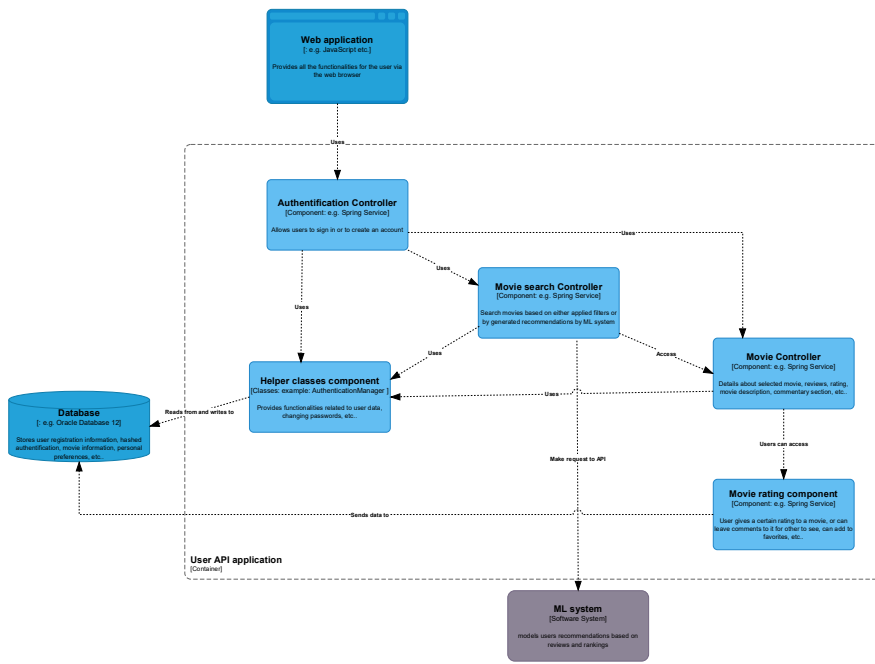 Web application
[: e.g. JavaScript etc.]
Provides all the functionalities for the user via
the web browser
Uses
Authentification Controller
[Component: e.g. Spring Service]
Allows users to sign in or to create an account
Uses
Uses
Uses
Movie search Controller
[Component: e.g. Spring Service]
Search movies based on either applied filters or
by generated recommendations by ML system
Uses
Access
Movie Controller
[Component: e.g. Spring Service]
Details about selected movie, reviews, rating,
movie description, commentary section, etc..
Helper classes component
[Classes: example: AuthenticationManager ]
Provides functionalities related to user data,
changing passwords, etc..
Uses
Reads from and writes to
Database
[: e.g. Oracle Database 12]
Stores user registration information, hashed
authentification, movie information, personal
preferences, etc..
Users can access
Make request to API
Movie rating component
[Component: e.g. Spring Service]
User gives a certain rating to a movie, or can
leave comments to it for other to see, can add to
favorites, etc..
Sends data to
User API application
[Container]
ML system
[Software System]
models users recommendations based on
reviews and rankings